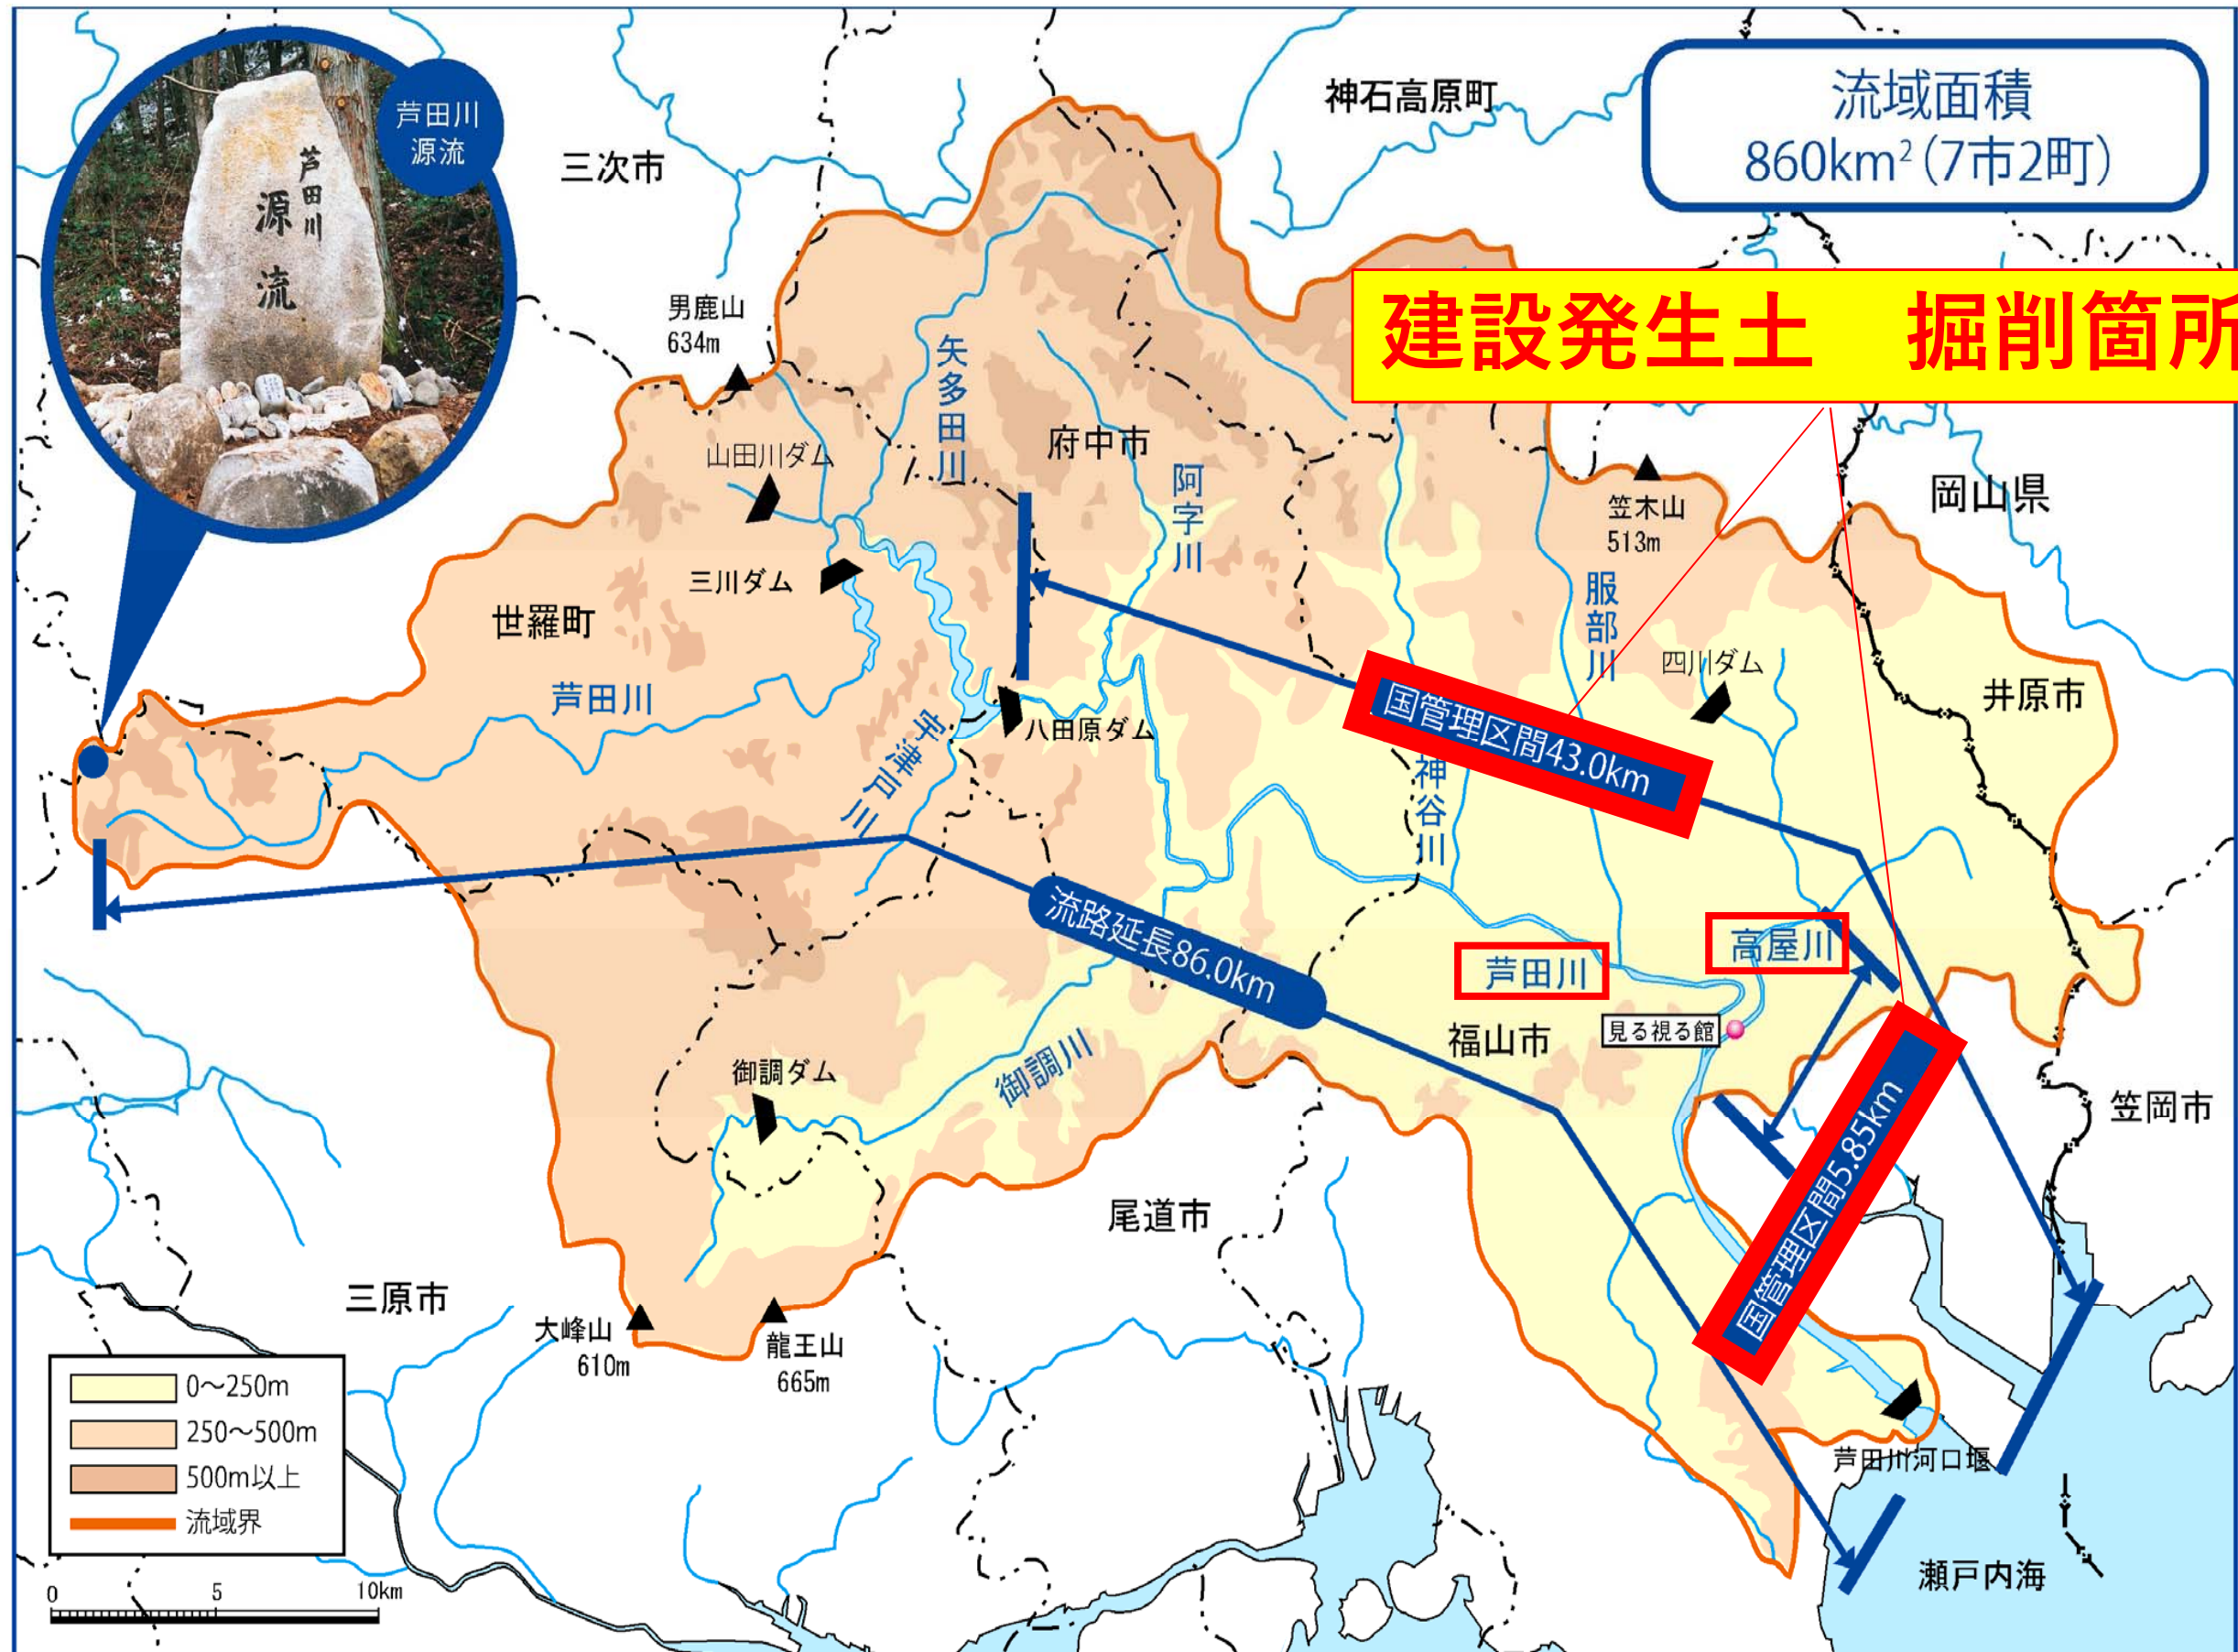 芦田川
源流
芦田川
源流
流域面積
860km²(7市2町)
神石高原町
三次市
建設発生土　掘削箇所
男鹿山
634m
矢多田川
府中市
阿字川
山田川ダム
三川ダム
世羅町
芦田川
宇津戸川
八田原ダム
岡山県
笠木山
513m
服部川
四川ダム
井原市
国管理区間43.0km
神谷川
流路延長86.0km
芦田川
高屋川
福山市
見る視る館
御調ダム
御調川
国管理区間5.85km
笠岡市
尾道市
三原市
大峰山
610m
龍王山
665m
芦田川河口堰
瀬戸内海
0～250m
250～500m
500m以上
流域界
0 5 10km